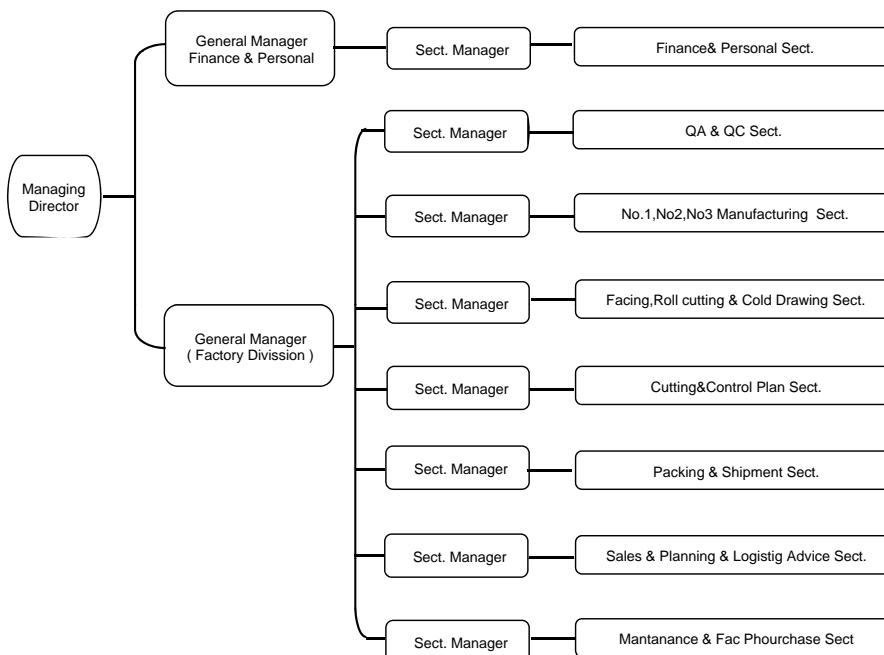 General Manager
Finance & Personal
Sect. Manager
Finance& Personal Sect.
Sect. Manager
QA & QC Sect.
Managing
Director
Sect. Manager
No.1,No2,No3 Manufacturing Sect.
Sect. Manager
Facing,Roll cutting & Cold Drawing Sect.
General Manager
( Factory Divission )
Sect. Manager
Cutting&Control Plan Sect.
Sect. Manager
Packing & Shipment Sect.
Sect. Manager
Sales & Planning & Logistig Advice Sect.
Sect. Manager
Mantanance & Fac Phourchase Sect